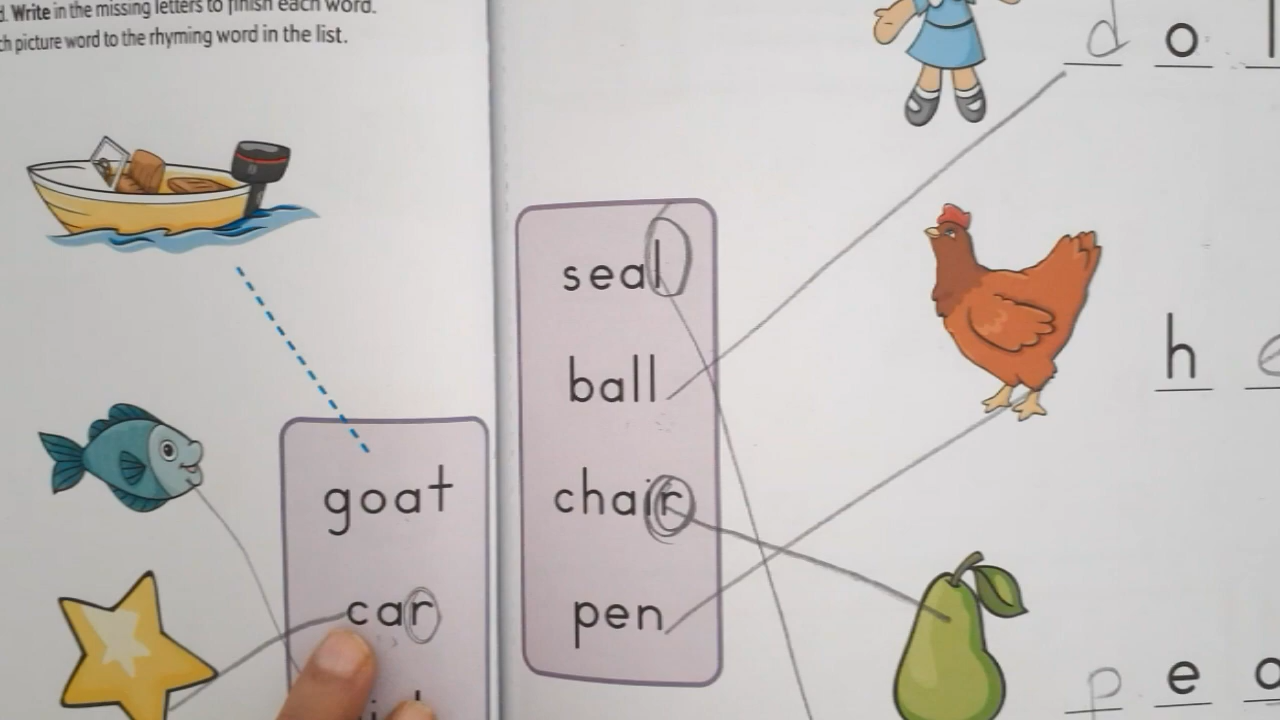 d. Write in the missing letters to finish each word.
ch picture word to the rhyming word in the list.
goat
car
seal
ball
chair
pen
d o l
h e
p e a